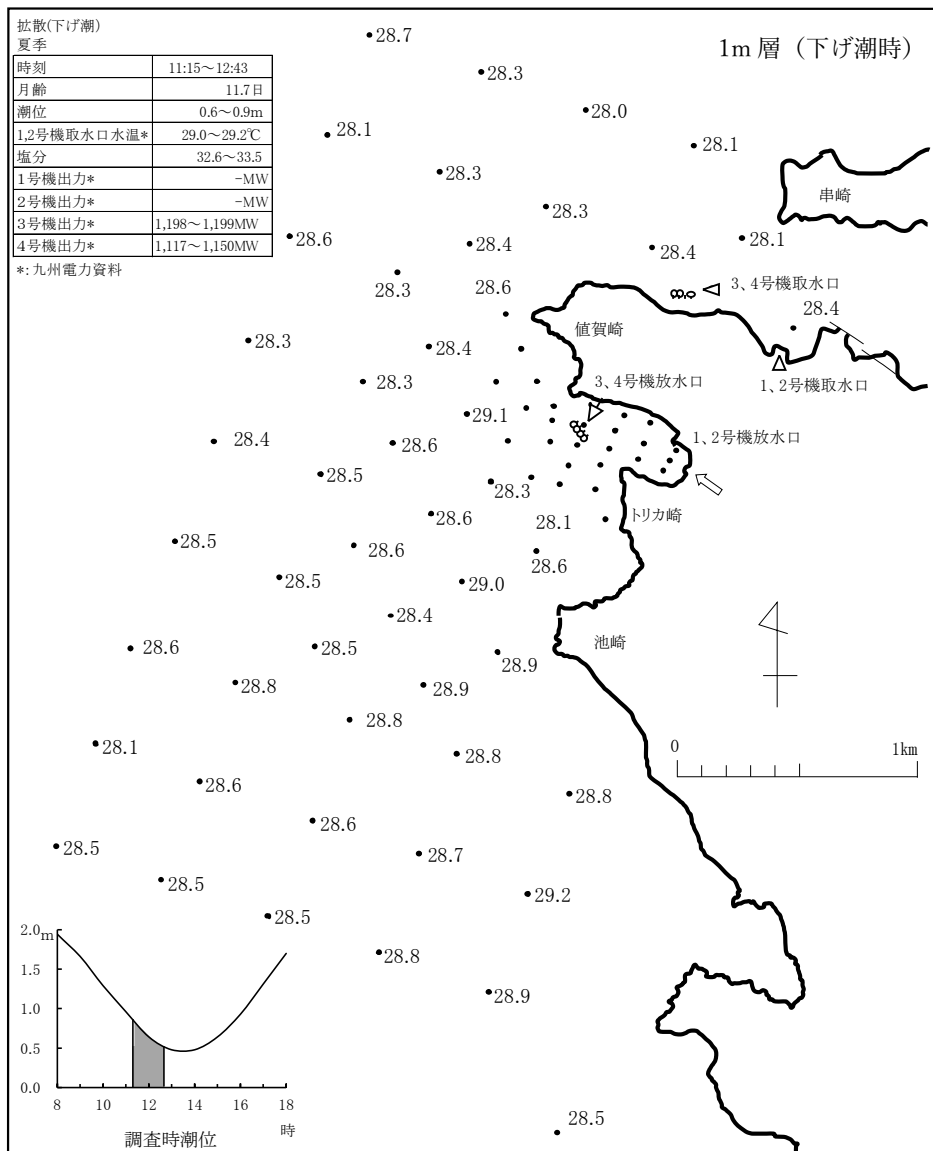 拡散(下げ潮)
夏季
時刻 11:15～12:43
月齢 11.7日
潮位 0.6～0.9m
1,2号機取水口水温* 29.0～29.2℃
塩分 32.6～33.5
1号機出力* -MW
2号機出力* -MW
3号機出力* 1,198～1,199MW
4号機出力* 1,117～1,150MW
*:九州電力資料
1m 層（下げ潮時）
28.7
28.3
28.0
28.1
28.1
28.3
串崎
28.3
28.6
28.4
28.4
28.1
28.3
28.6
3、4号機取水口
28.4
値賀崎
28.3
28.4
28.3
3、4号機放水口
1、2号機取水口
29.1
28.4
28.6
1、2号機放水口
28.5
28.3
28.6
28.1
トリカ崎
28.5
28.6
28.6
28.5
29.0
28.4
28.6
28.5
池崎
28.9
28.8
28.9
28.8
28.1
28.8
0 1km
28.6
28.8
28.6
28.5
28.7
28.5
29.2
28.5
28.8
28.9
28.5
2.0m
1.5
1.0
0.5
0.0
8 10 12 14 16 18
時
調査時潮位